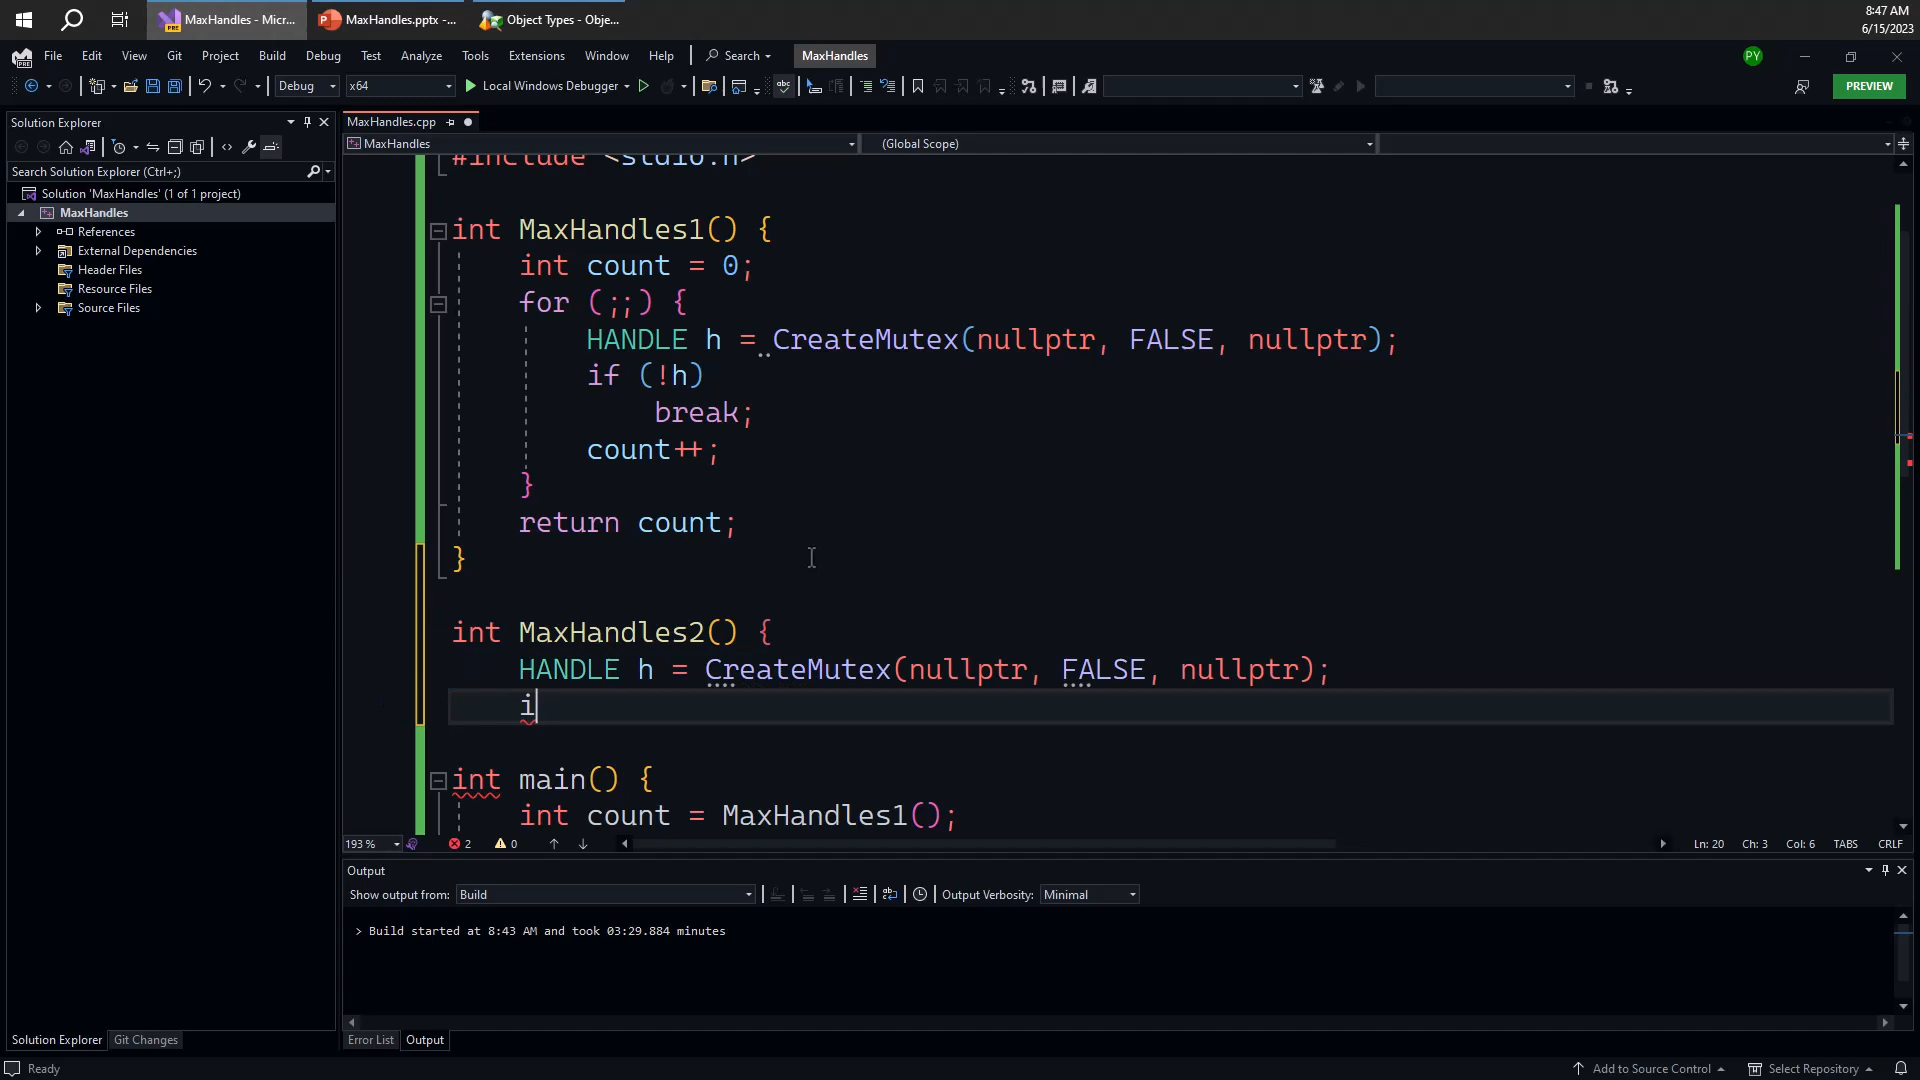 MaxHandles - Micr...
MaxHandles.pptx -...
Object Types - Obje...
8:47 AM
6/15/2023
File Edit View Git Project Build Debug Test Analyze Tools Extensions Window Help Search MaxHandles
PY
Debug x64 Local Windows Debugger PREVIEW
Solution Explorer
Search Solution Explorer (Ctrl+;)
Solution 'MaxHandles' (1 of 1 project)
MaxHandles
References
External Dependencies
Header Files
Resource Files
Source Files
MaxHandles.cpp
MaxHandles (Global Scope)
#include <stdio.h>
int MaxHandles1() {
int count = 0;
for (;;) {
HANDLE h = CreateMutex(nullptr, FALSE, nullptr);
if (!h)
break;
count++;
}
return count;
}
int MaxHandles2() {
HANDLE h = CreateMutex(nullptr, FALSE, nullptr);
i
int main() {
int count = MaxHandles1();
193 % 2 0 Ln: 20 Ch: 3 Col: 6 TABS CRLF
Output
Show output from: Build Output Verbosity: Minimal
> Build started at 8:43 AM and took 03:29.884 minutes
Solution Explorer Git Changes Error List Output
Ready Add to Source Control Select Repository